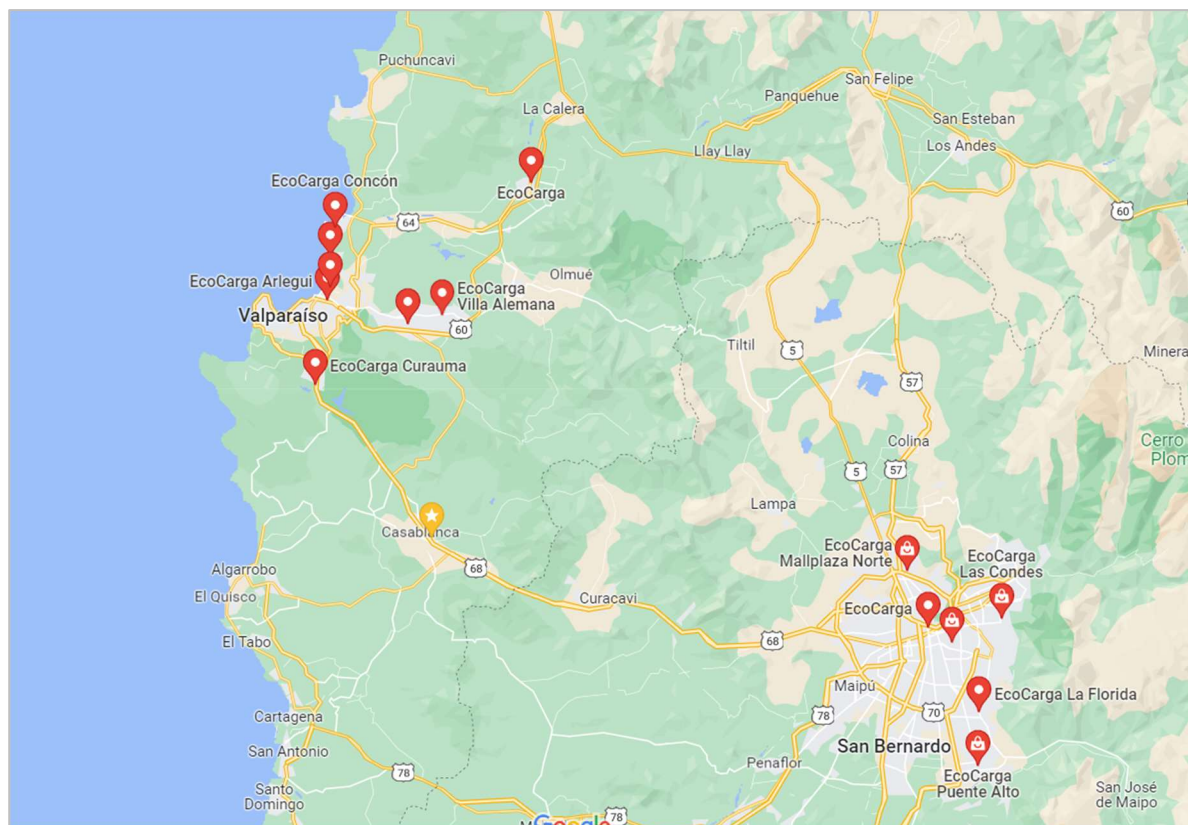 Puchuncavi
San Felipe
Panquehue
La Calera
San Esteban
Los Andes
Llay Llay
EcoCarga Concón
EcoCarga
60
64
EcoCarga Arlegui
Olmué
EcoCarga
Villa Alemana
Valparaíso
60
Tiltil
5
Minera
EcoCarga Curauma
57
Colina
Cerro
Plom
5
57
Lampa
Casablanca
EcoCarga
Mallplaza Norte
EcoCarga
Las Condes
68
Algarrobo
El Quisco
Curacavi
EcoCarga
El Tabo
68
Maipú
EcoCarga La Florida
Cartagena
78
70
San Antonio
San Bernardo
Penaflor
78
EcoCarga
Puente Alto
Santo
Domingo
San José
de Maipo
Google
78